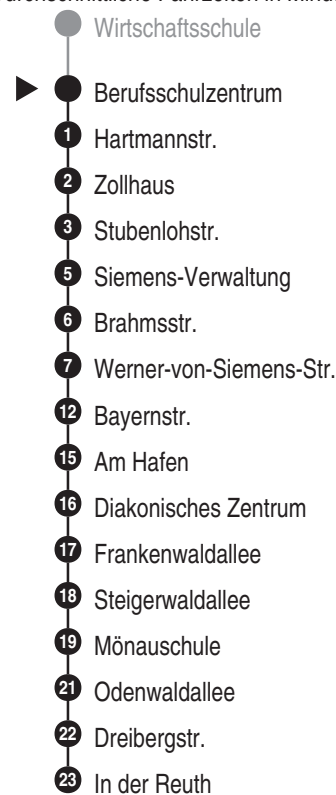 Wirtschaftsschule
Berufsschulzentrum
1 Hartmannstr.
2 Zollhaus
3 Stubenlohstr.
5 Siemens-Verwaltung
6 Brahmsstr.
7 Werner-von-Siemens-Str.
12 Bayernstr.
15 Am Hafen
16 Diakonisches Zentrum
17 Frankenwaldallee
18 Steigerwaldallee
19 Mönauschule
21 Odenwaldallee
22 Dreibergstr.
23 In der Reuth